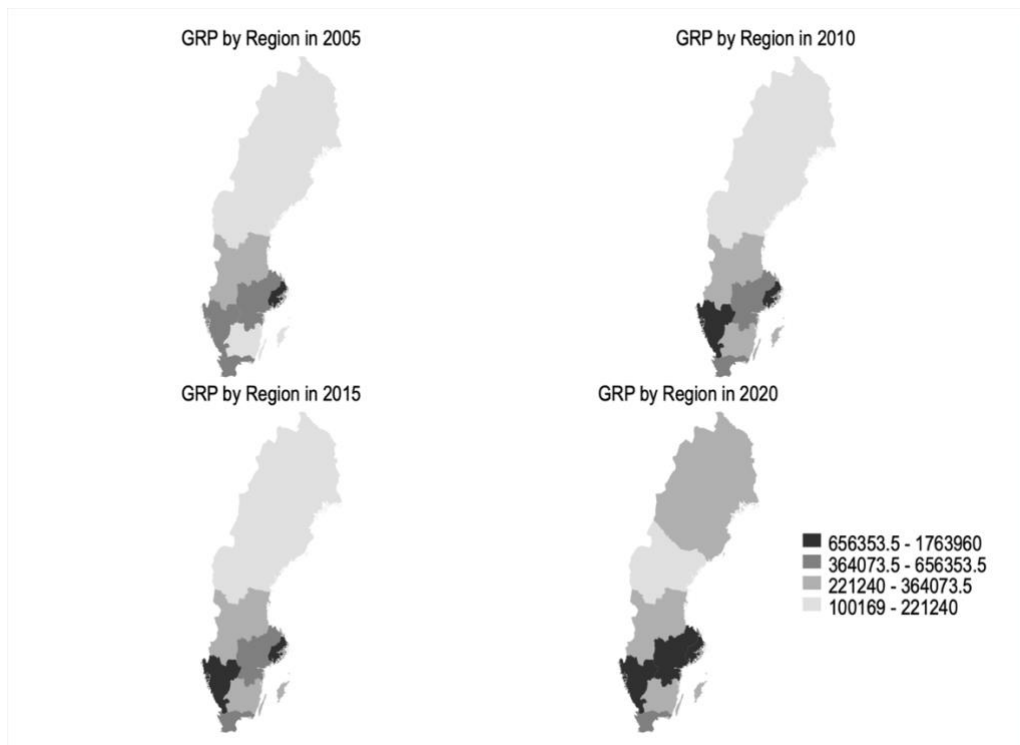 GRP by Region in 2005
GRP by Region in 2010
GRP by Region in 2015
GRP by Region in 2020
656353.5 - 1763960
364073.5 - 656353.5
221240 - 364073.5
100169 - 221240